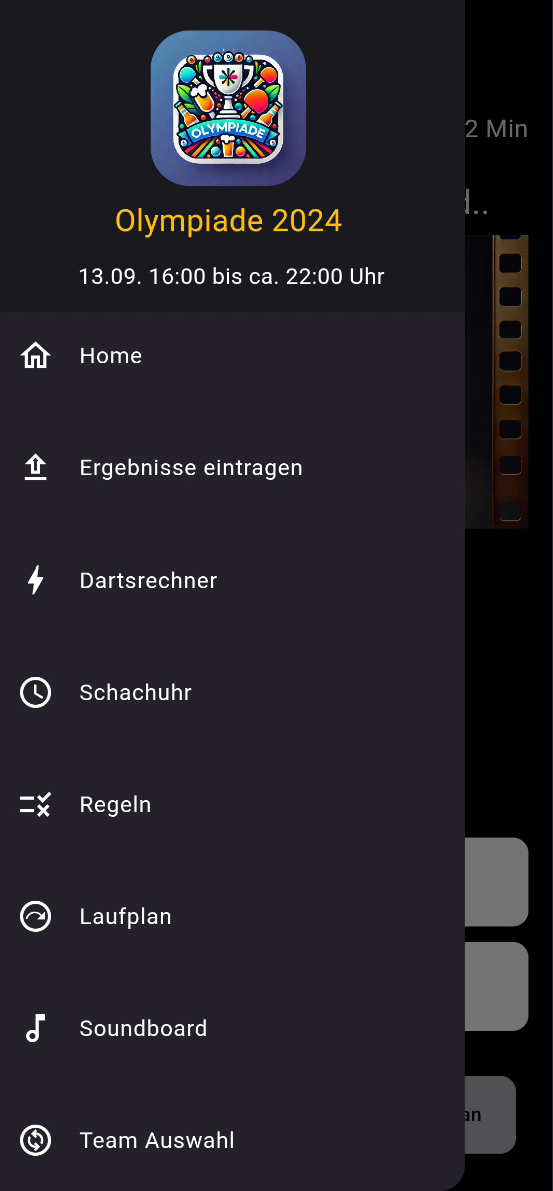 OLYMPIADE
Olympiade 2024
13.09. 16:00 bis ca. 22:00 Uhr
2 Min
d..
Home
Ergebnisse eintragen
Dartsrechner
Schachuhr
Regeln
Laufplan
Soundboard
an
Team Auswahl